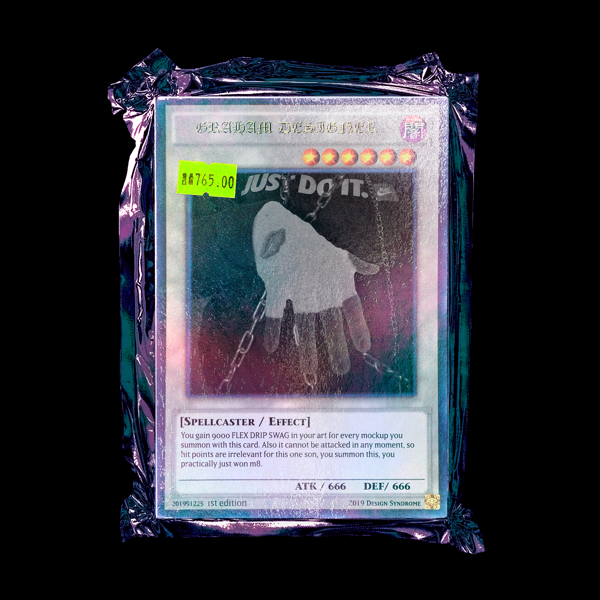 GRAHAM DESIGNER
闇
765.00
JUST DO IT.
[SPELLCASTER / EFFECT]
You gain 9000 FLEX DRIP SWAG in your art for every mockup you
summon with this card. Also it cannot be attacked in any moment, so
hit points are irrelevant for this one son, you summon this, you
practically just won m8.
ATK / 666 DEF/ 666
201991225 1st edition 2019 DESIGN SYNDROME